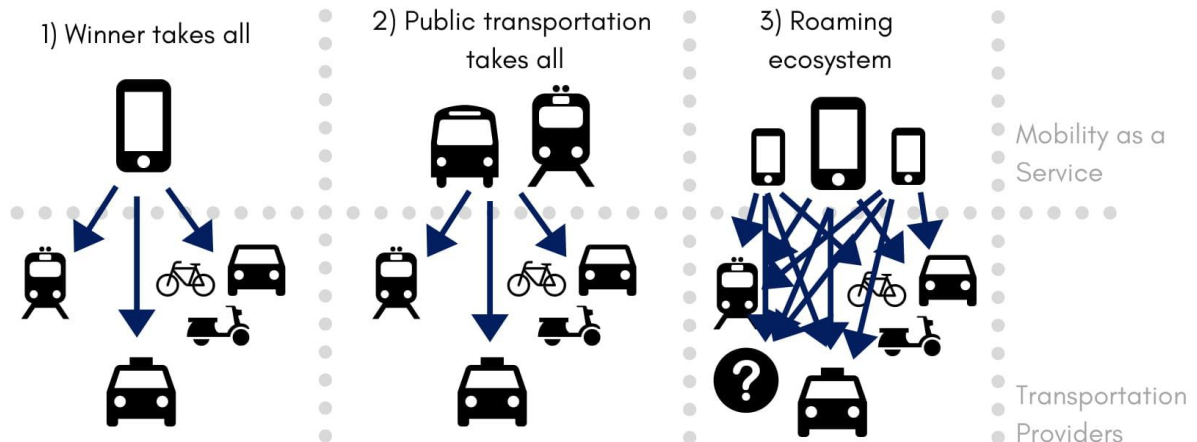 1) Winner takes all
2) Public transportation
takes all
3) Roaming
ecosystem
Mobility as a
Service
?
Transportation
Providers